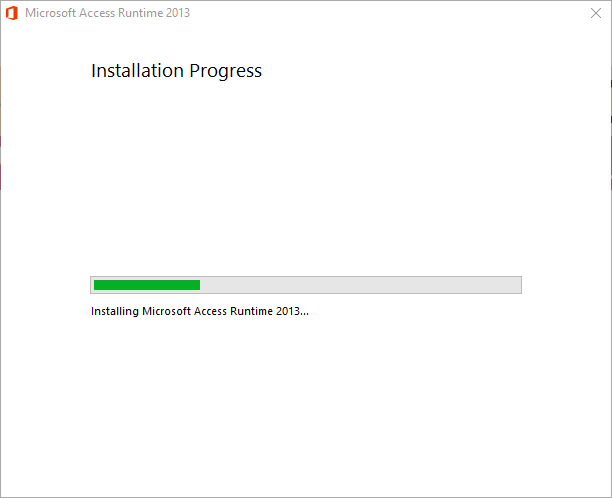 Microsoft Access Runtime 2013
Installation Progress
Installing Microsoft Access Runtime 2013...